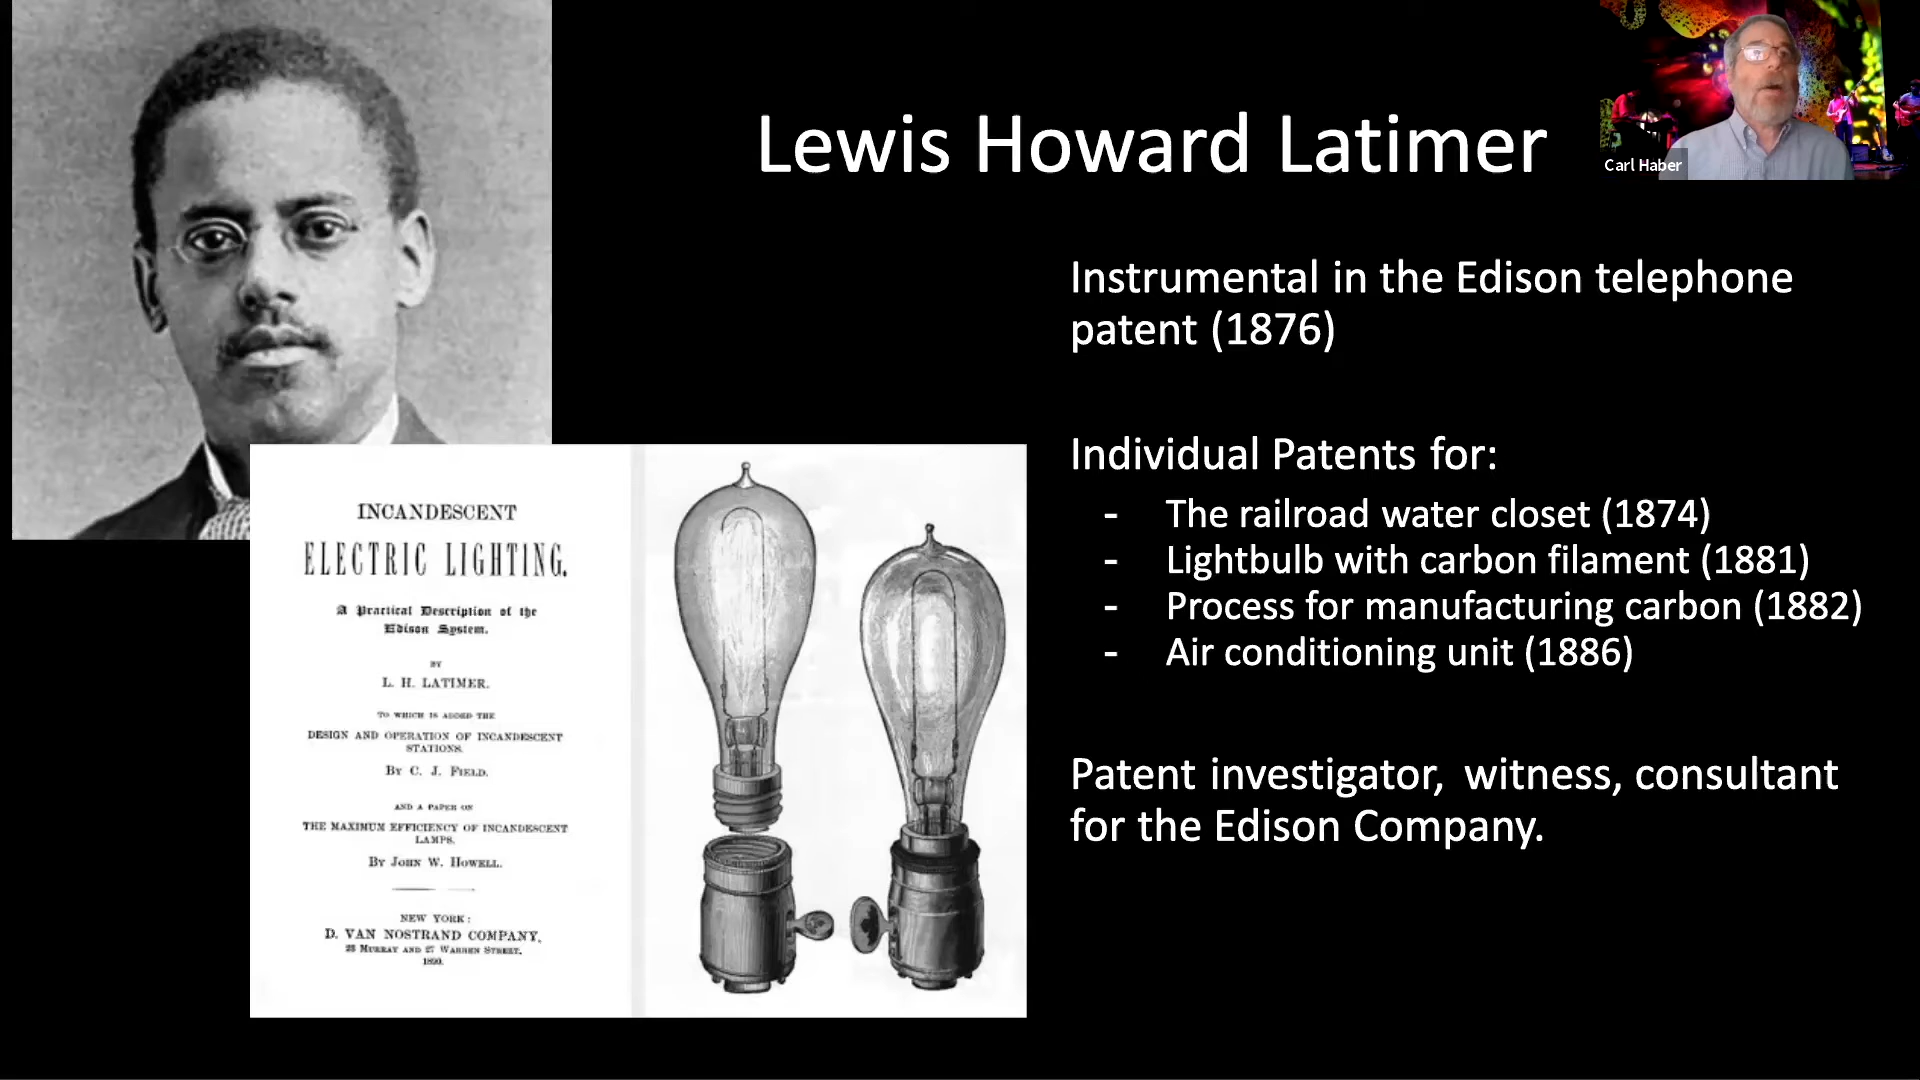 Lewis Howard Latimer
Carl Haber
Instrumental in the Edison telephone
patent (1876)
Individual Patents for:
- The railroad water closet (1874)
- Lightbulb with carbon filament (1881)
- Process for manufacturing carbon (1882)
- Air conditioning unit (1886)
Patent investigator, witness, consultant
for the Edison Company.
INCANDESCENT
ELECTRIC LIGHTING.
A Practical Description of the
Edison System.
BY
L. H. LATIMER.
TO WHICH IS ADDED THE
DESIGN AND OPERATION OF INCANDESCENT
STATIONS.
By C. J. FIELD.
AND A PAPER ON
THE MAXIMUM EFFICIENCY OF INCANDESCENT
LAMPS.
By JOHN W. HOWELL.
NEW YORK:
D. VAN NOSTRAND COMPANY,
23 MURRAY AND 27 WARREN STREET.
1890.